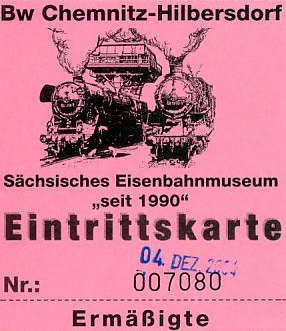 Bw Chemnitz-Hilbersdorf
Sächsisches Eisenbahnmuseum
„seit 1990“
Eintrittskarte
04. DEZ.
Nr.: 007080
Ermäßigte